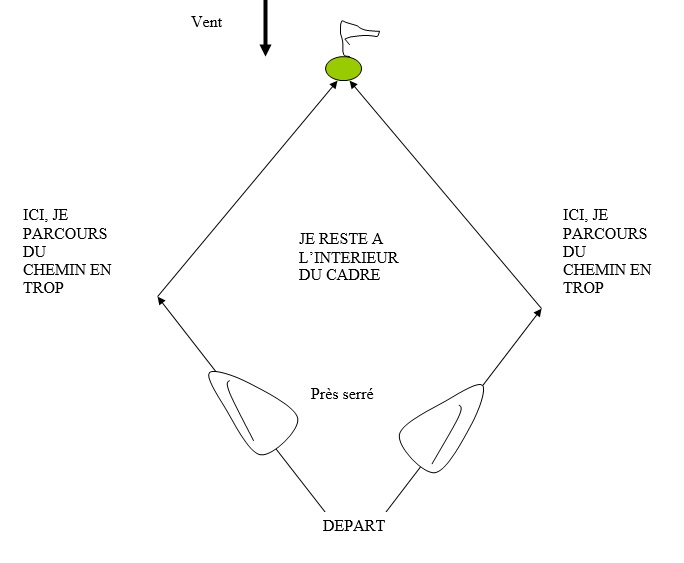 Vent
ICI, JE
PARCOURS
DU
CHEMIN EN
TROP
JE RESTE A
L'INTERIEUR
DU CADRE
ICI, JE
PARCOURS
DU
CHEMIN EN
TROP
Près serré
DEPART